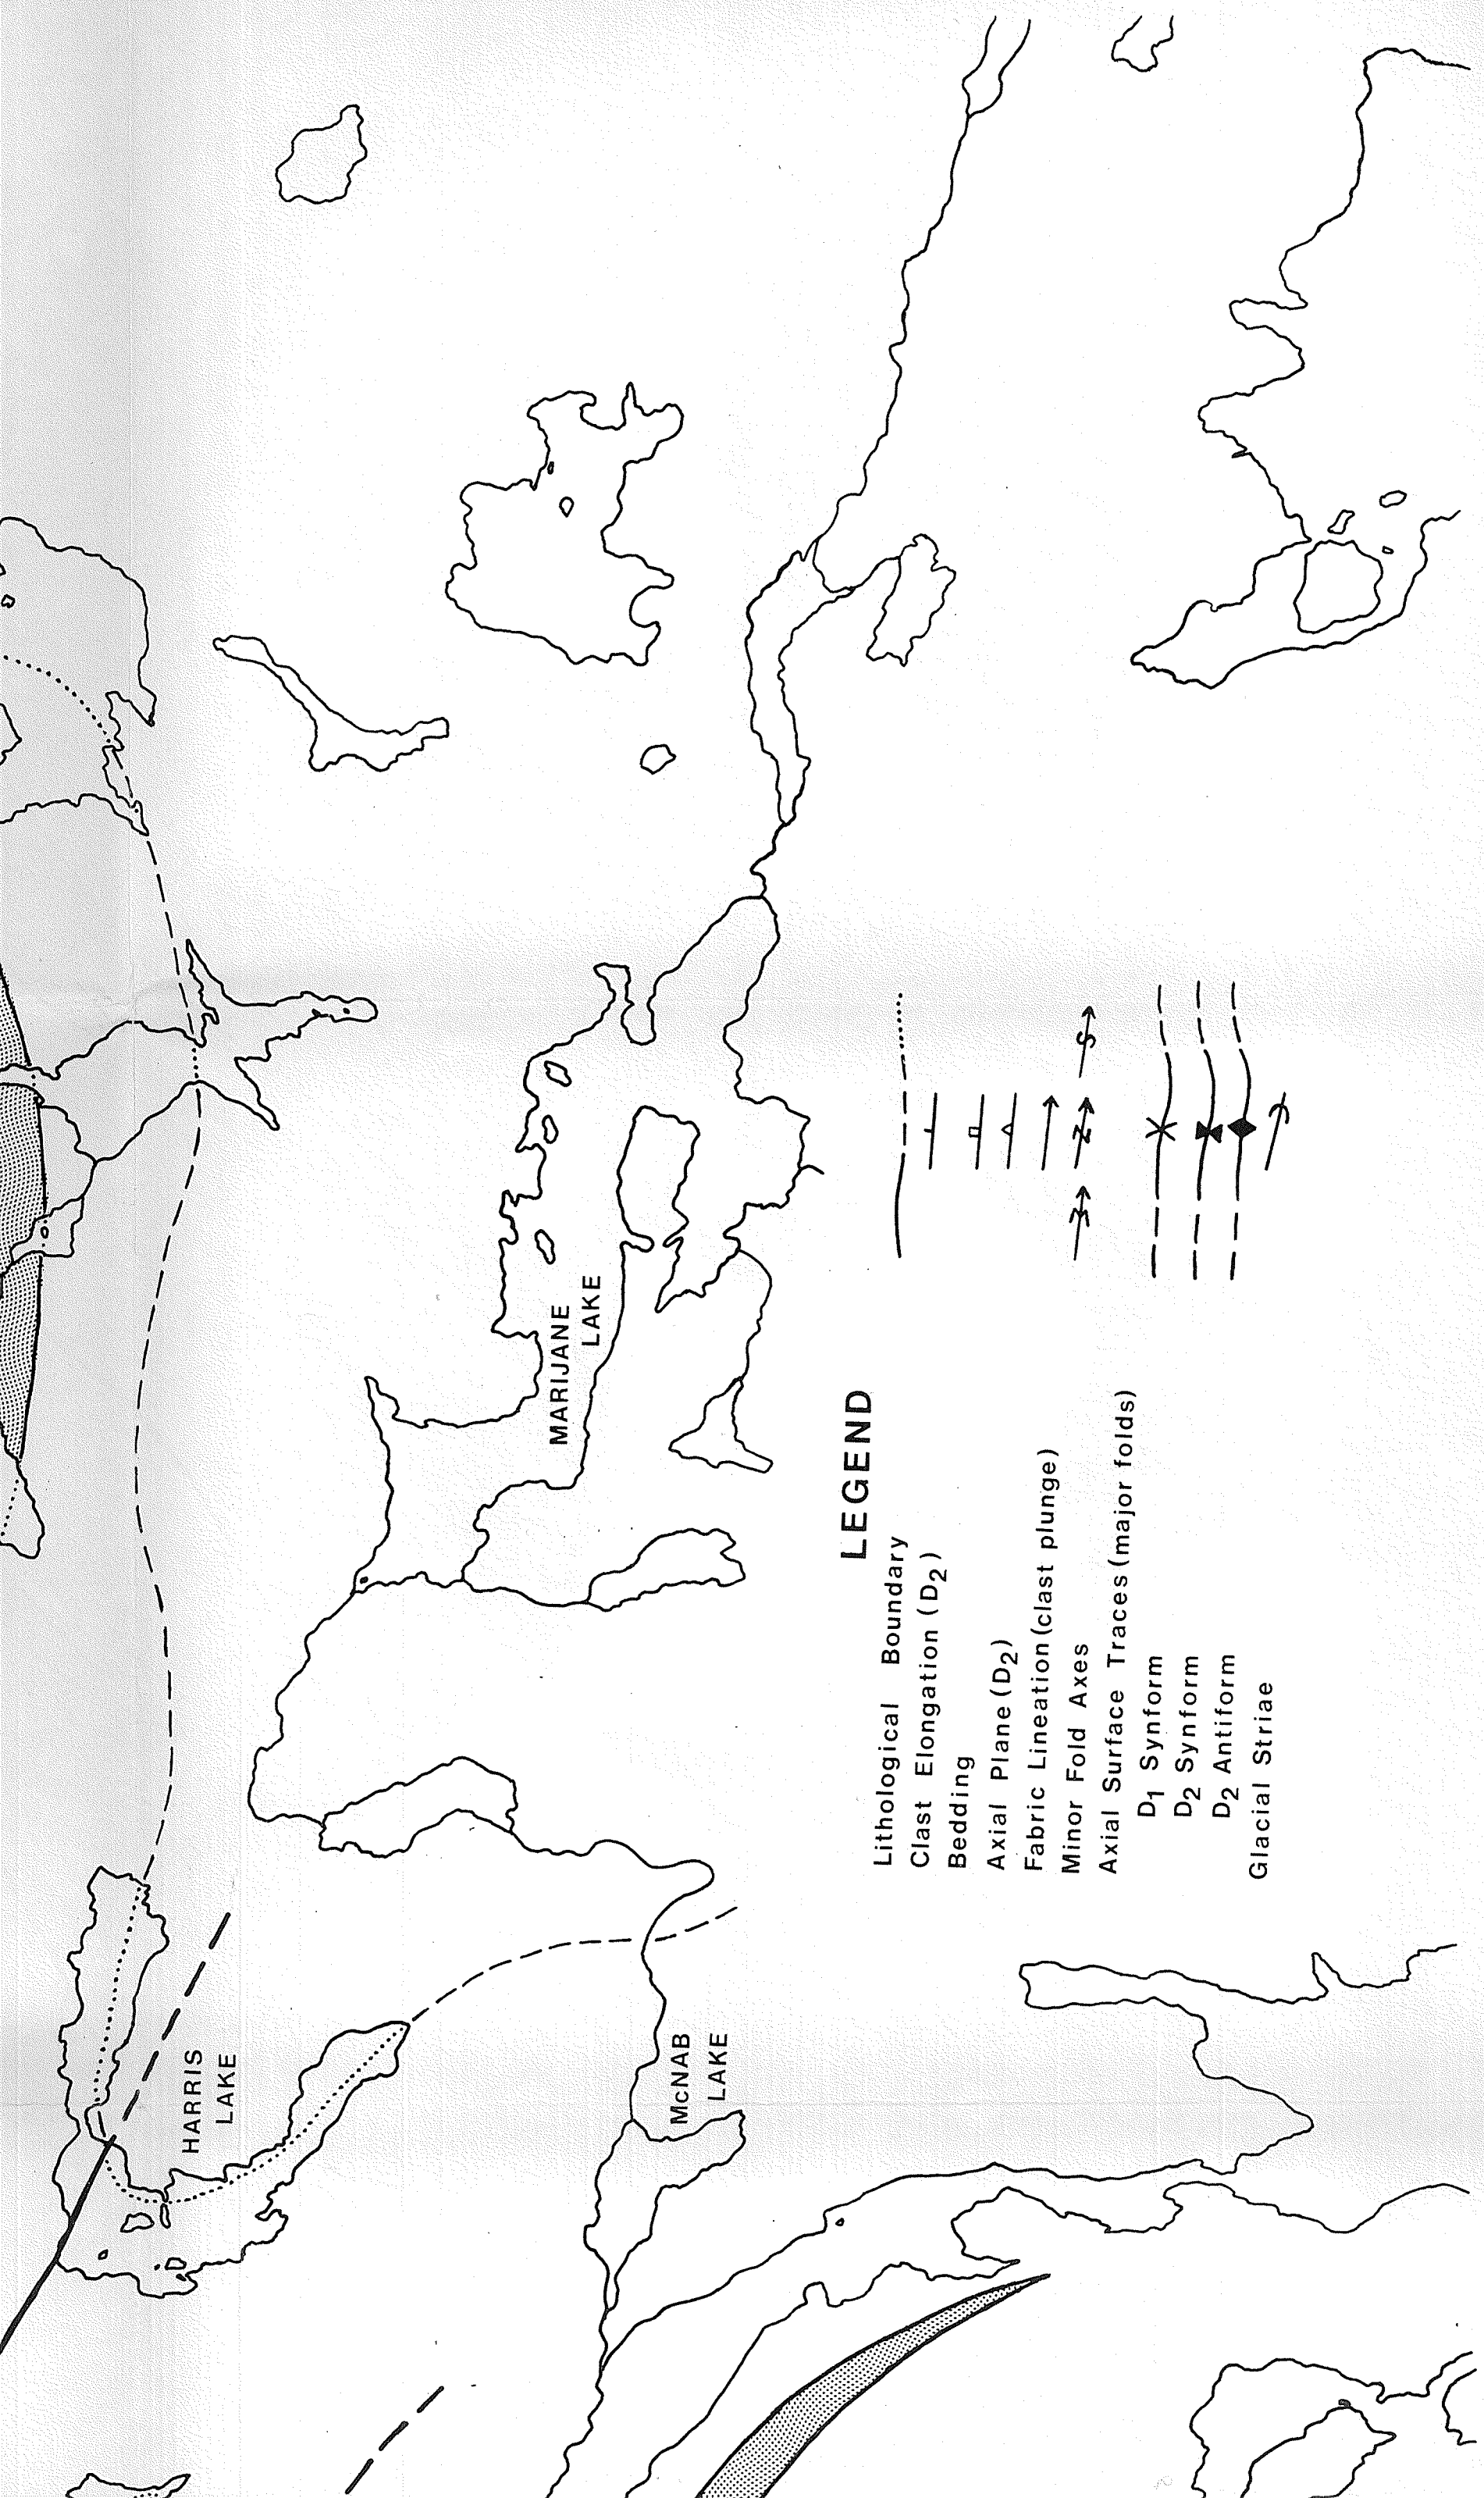 HARRIS
LAKE
McNAB
LAKE
MARIJANE
LAKE
LEGEND
Lithological Boundary
Clast Elongation (D2)
Bedding
Axial Plane (D2)
Fabric Lineation (clast plunge)
Minor Fold Axes
Z S
Axial Surface Traces (major folds)
D1 Synform
D2 Synform
D2 Antiform
Glacial Striae